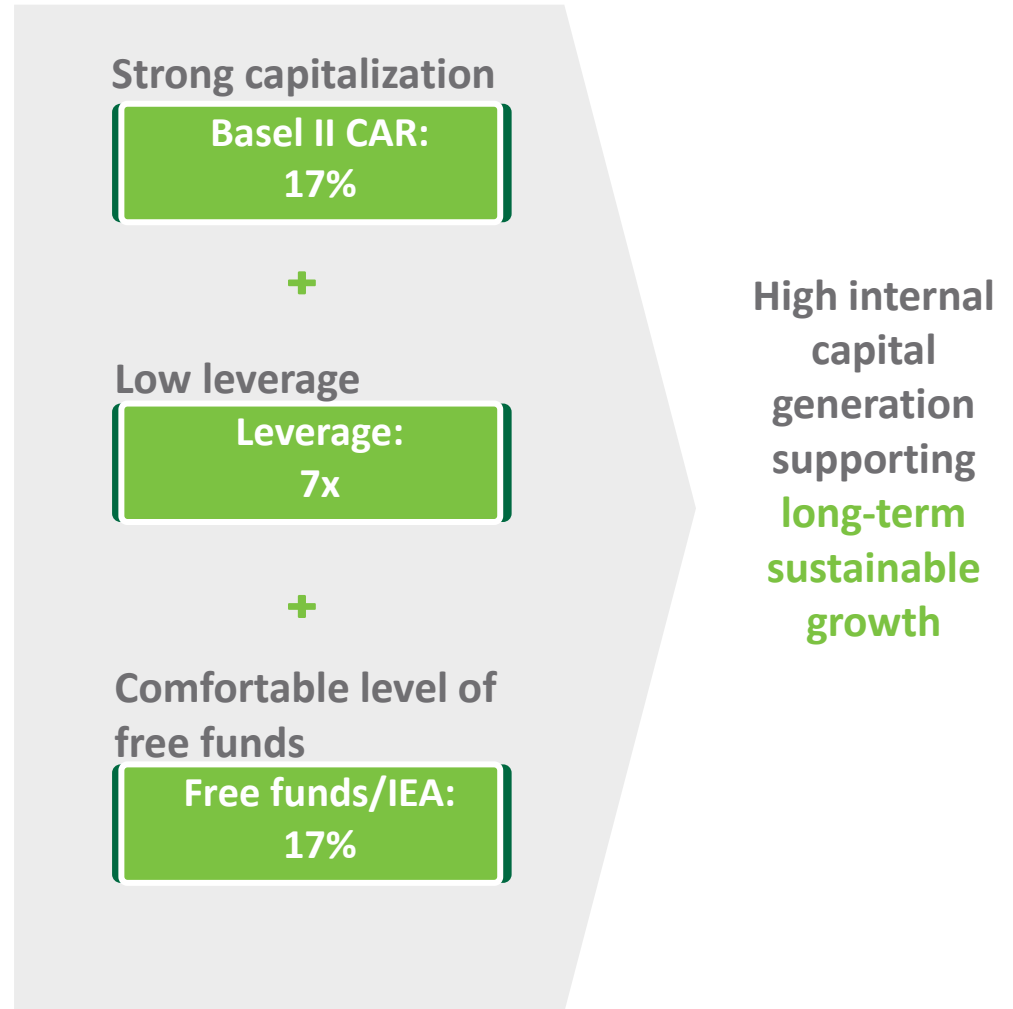 Strong capitalization
Basel II CAR:
17%
+
Low leverage
Leverage:
7x
+
Comfortable level of
free funds
Free funds/IEA:
17%
High internal
capital
generation
supporting
long-term
sustainable
growth